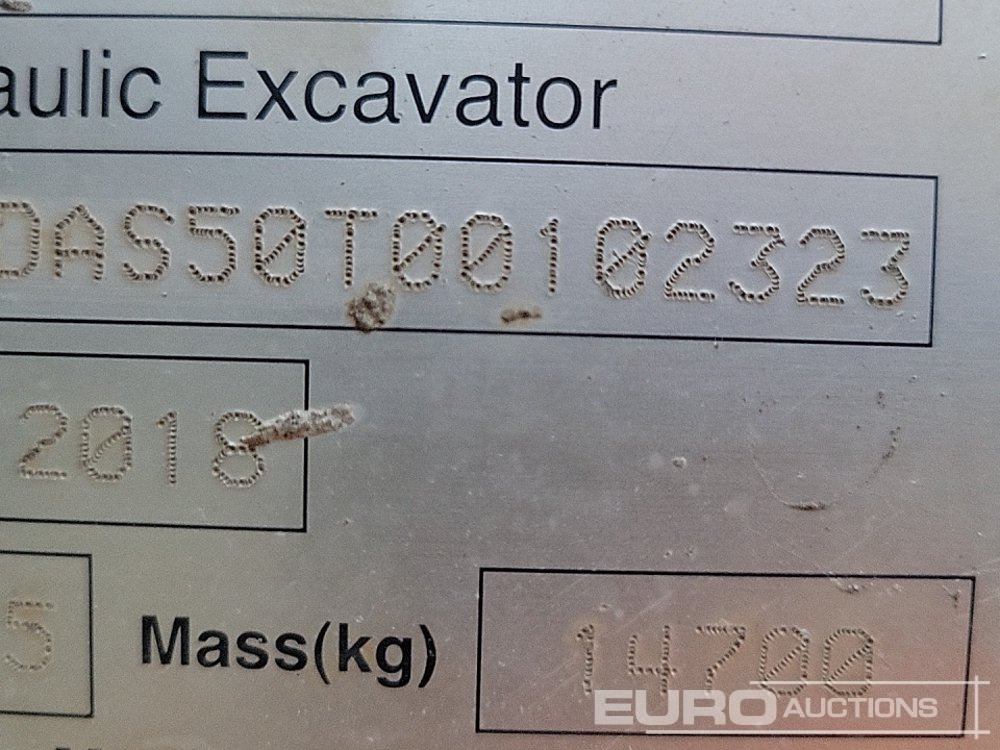 aulic Excavator
DAS50T00102323
2018
5 Mass(kg) 14700
EURO AUCTIONS